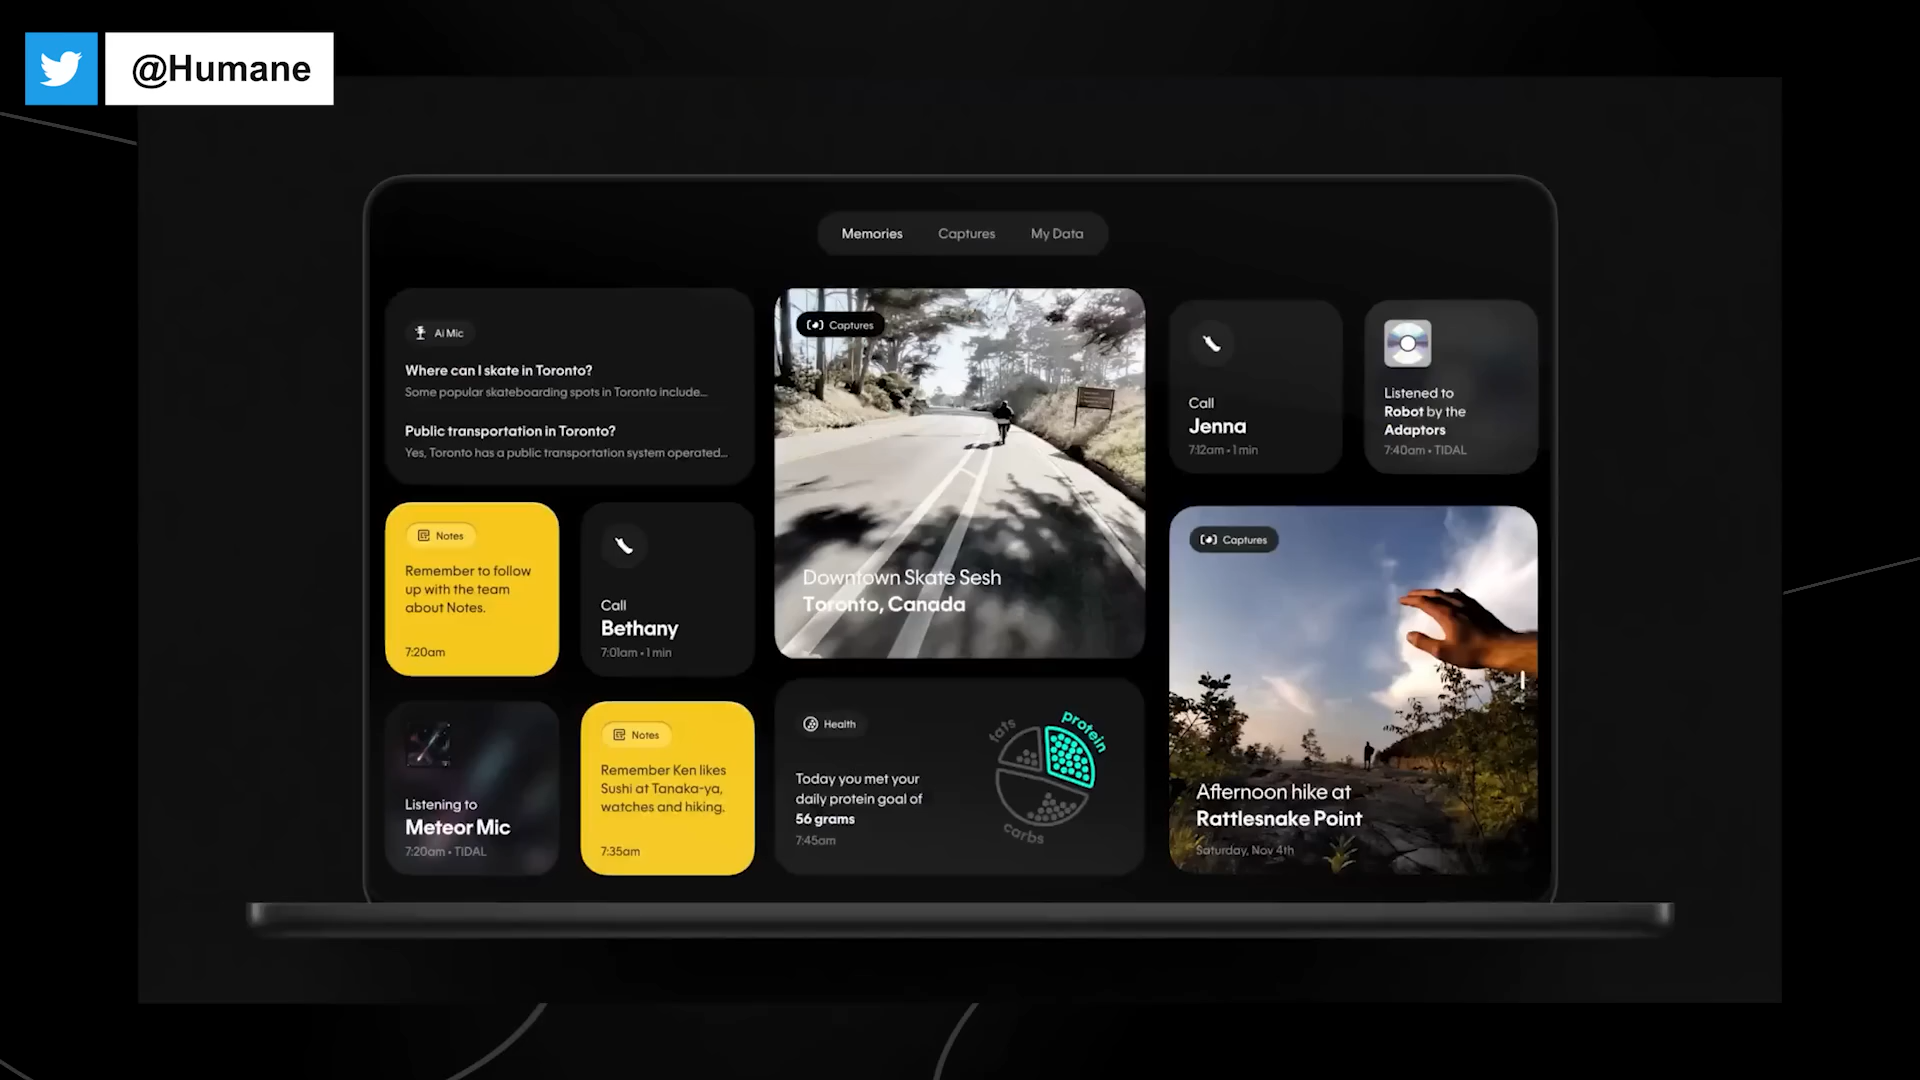 @Humane
Memories
Captures
My Data
Ai Mic
Where can I skate in Toronto?
Some popular skateboarding spots in Toronto include...
Public transportation in Toronto?
Yes, Toronto has a public transportation system operated...
Notes
Remember to follow
up with the team
about Notes.
7:20am
Call
Bethany
7:01am • 1 min
Listening to
Meteor Mic
7:20am • TIDAL
Notes
Remember Ken likes
Sushi at Tanaka-ya,
watches and hiking.
7:35am
Captures
Downtown Skate Sesh
Toronto, Canada
Health
Today you met your
daily protein goal of
56 grams
7:45am
fats
protein
carbs
Call
Jenna
7:12am • 1 min
Listened to
Robot by the
Adaptors
7:40am • TIDAL
Captures
Afternoon hike at
Rattlesnake Point
Saturday, Nov 4th